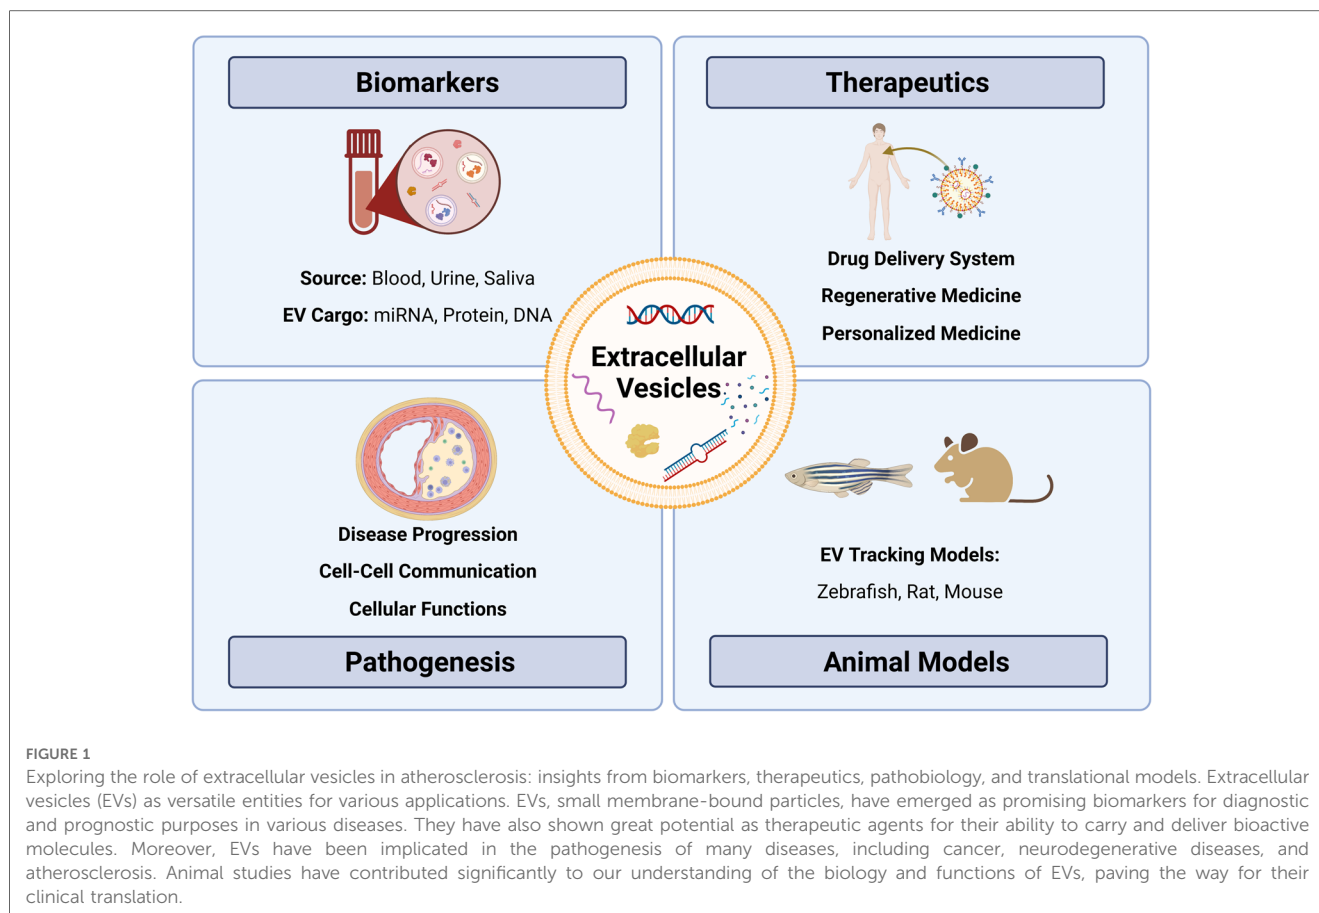 Biomarkers
Source: Blood, Urine, Saliva
EV Cargo: miRNA, Protein, DNA
Therapeutics
Drug Delivery System
Regenerative Medicine
Personalized Medicine
Extracellular
Vesicles
Disease Progression
Cell-Cell Communication
Cellular Functions
Pathogenesis
EV Tracking Models:
Zebrafish, Rat, Mouse
Animal Models
FIGURE 1
Exploring the role of extracellular vesicles in atherosclerosis: insights from biomarkers, therapeutics, pathobiology, and translational models. Extracellular
vesicles (EVs) as versatile entities for various applications. EVs, small membrane-bound particles, have emerged as promising biomarkers for diagnostic
and prognostic purposes in various diseases. They have also shown great potential as therapeutic agents for their ability to carry and deliver bioactive
molecules. Moreover, EVs have been implicated in the pathogenesis of many diseases, including cancer, neurodegenerative diseases, and
atherosclerosis. Animal studies have contributed significantly to our understanding of the biology and functions of EVs, paving the way for their
clinical translation.